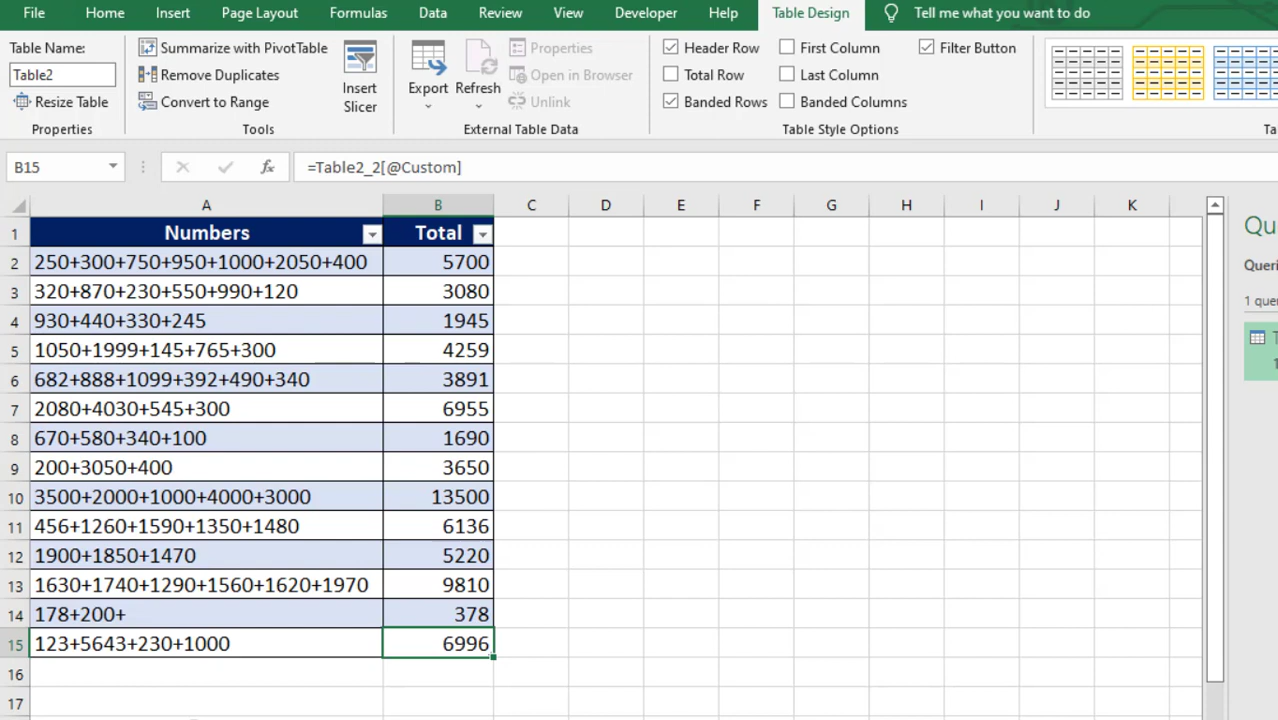 File Home Insert Page Layout Formulas Data Review View Developer Help Table Design Tell me what you want to do
Table Name:
Table2
Resize Table
Properties
Summarize with PivotTable
Remove Duplicates
Convert to Range
Tools
Insert
Slicer
Export
Refresh
Properties
Open in Browser
Unlink
External Table Data
Header Row First Column Filter Button
Total Row Last Column
Banded Rows Banded Columns
Table Style Options
B15 fx =Table2_2[@Custom]
A B C D E F G H I J K
1 Numbers Total
2 250+300+750+950+1000+2050+400 5700
3 320+870+230+550+990+120 3080
4 930+440+330+245 1945
5 1050+1999+145+765+300 4259
6 682+888+1099+392+490+340 3891
7 2080+4030+545+300 6955
8 670+580+340+100 1690
9 200+3050+400 3650
10 3500+2000+1000+4000+3000 13500
11 456+1260+1590+1350+1480 6136
12 1900+1850+1470 5220
13 1630+1740+1290+1560+1620+1970 9810
14 178+200+ 378
15 123+5643+230+1000 6996
16
17
Qu
Queri
1 que